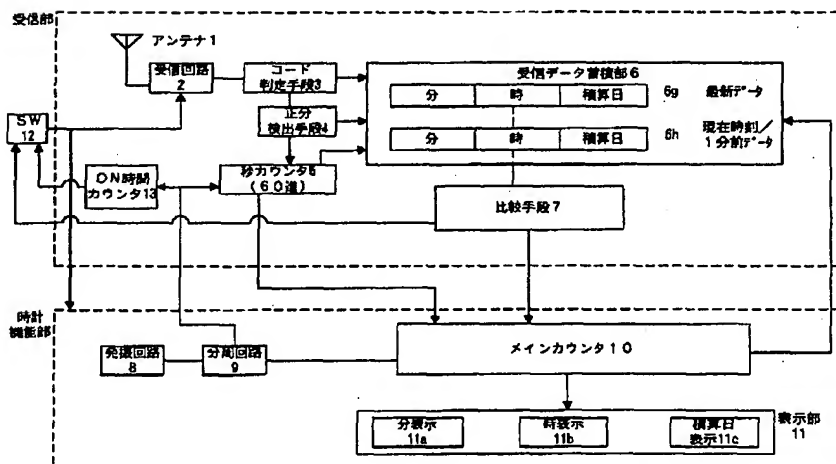 受信部
アンテナ1
受信回路
2
コード
判定手段3
正分
検出手段4
受信データ蓄積部6
分 時 積算日 6g 最新データ
分 時 積算日 6h 現在時刻/
1分前データ
SW
12
ON時間
カウンタ13
秒カウンタ5
(60進)
比較手段7
時計
機能部
発振回路
8
分周回路
9
メインカウンタ10
分表示
11a
時表示
11b
積算日
表示11c
表示部
11